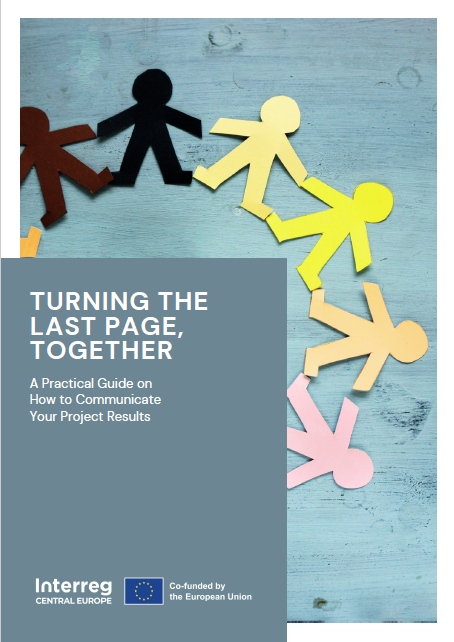 TURNING THE
LAST PAGE,
TOGETHER
A Practical Guide on
How to Communicate
Your Project Results
Interreg
CENTRAL EUROPE
Co-funded by
the European Union